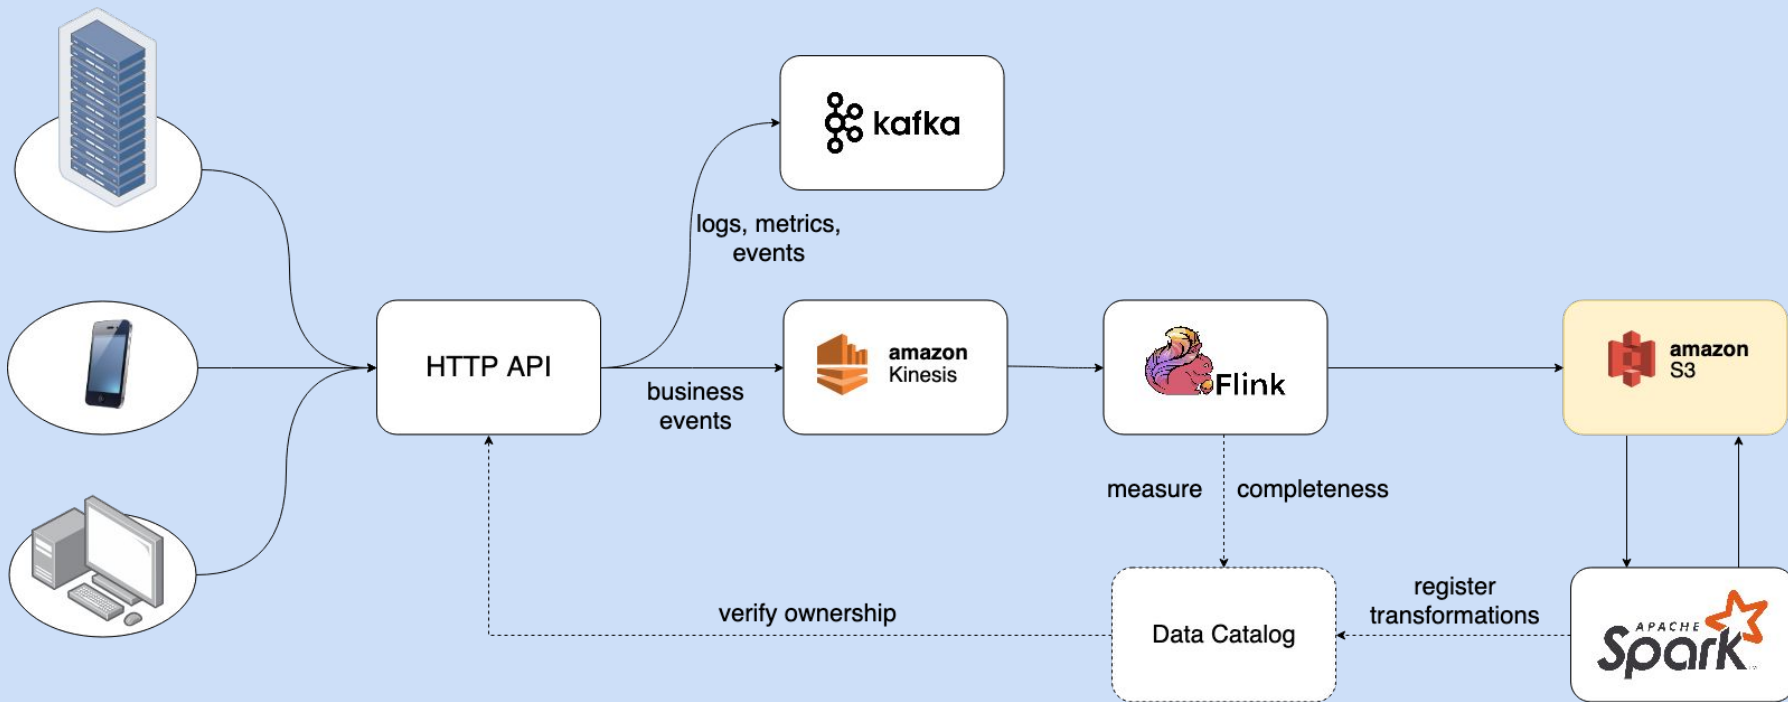 kafka
logs, metrics,
events
HTTP API
business
events
amazon
Kinesis
Flink
amazon
S3
measure
completeness
verify ownership
Data Catalog
register
transformations
APACHE
Spark